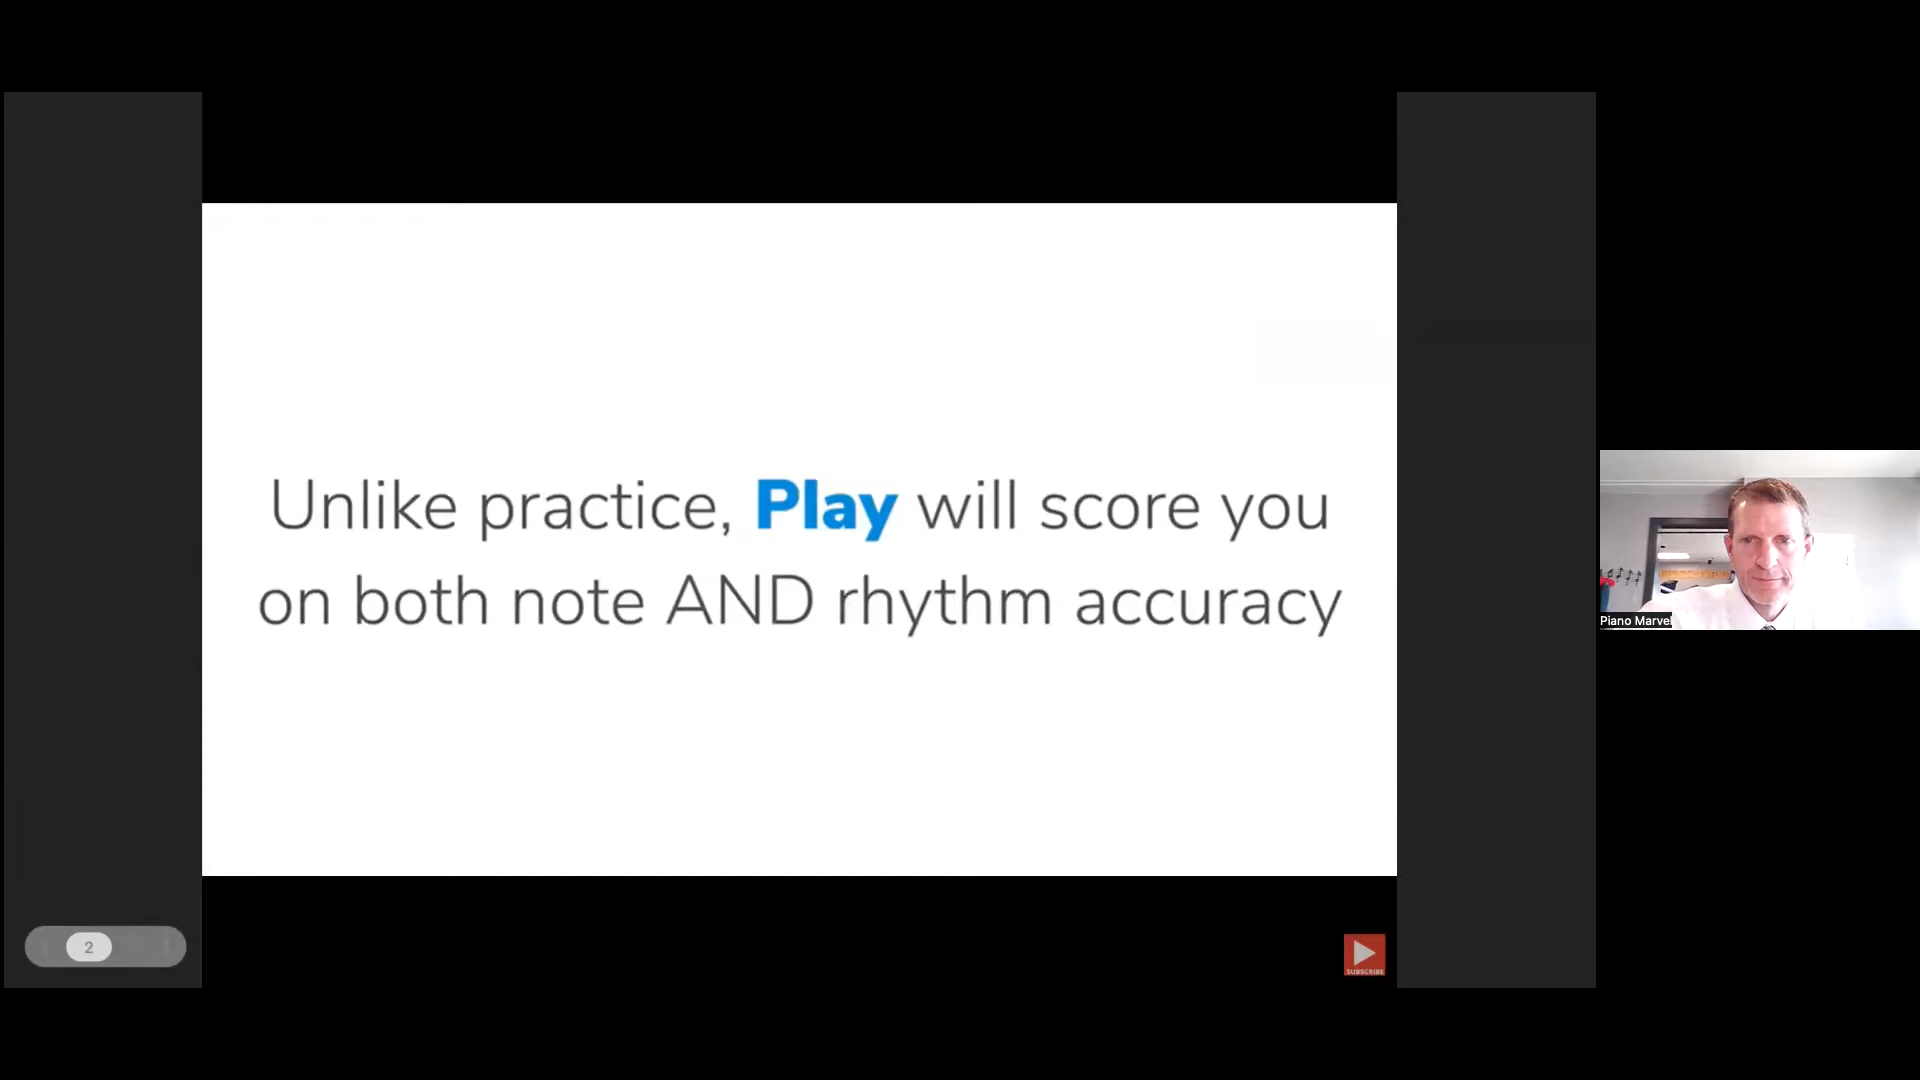 Unlike practice, Play will score you
on both note AND rhythm accuracy
Piano Marvel
2
SUBSCRIBE